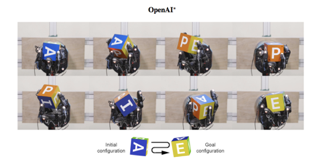 OpenAI*
A A P E P
P I I A E
Initial configuration A E Goal configuration